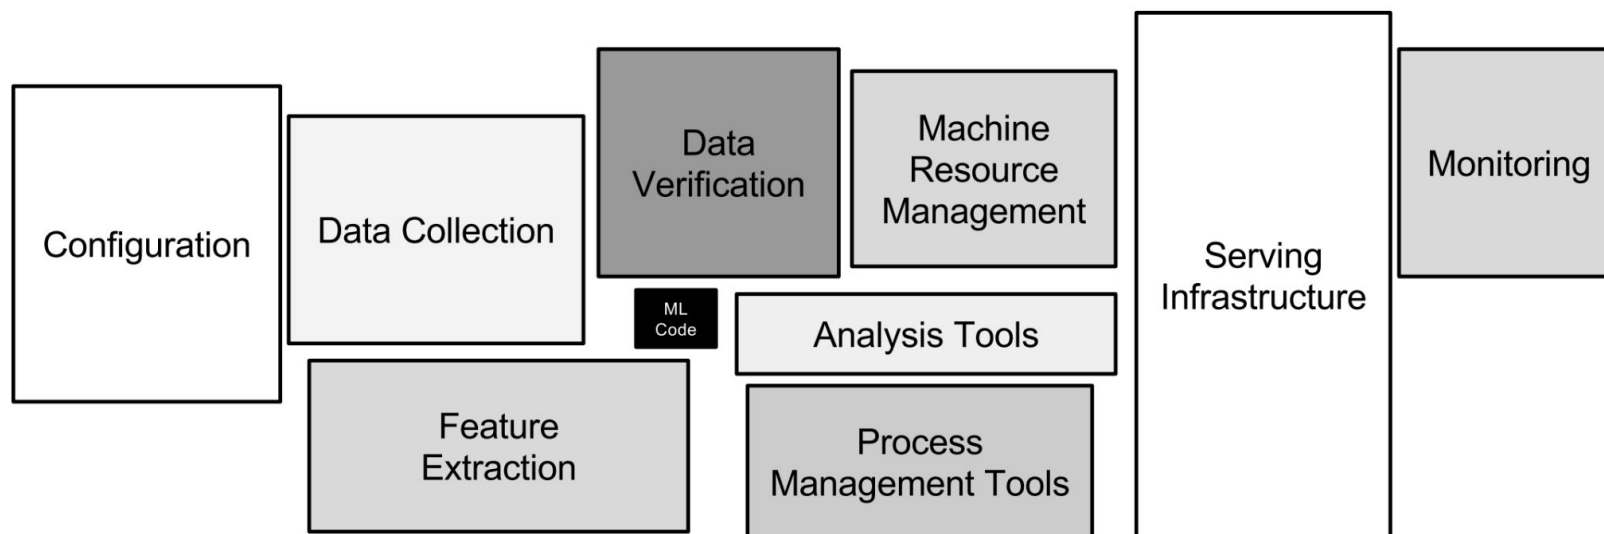 Configuration
Data Collection
Data
Verification
Machine
Resource
Management
Monitoring
Serving
Infrastructure
ML
Code
Analysis Tools
Feature
Extraction
Process
Management Tools